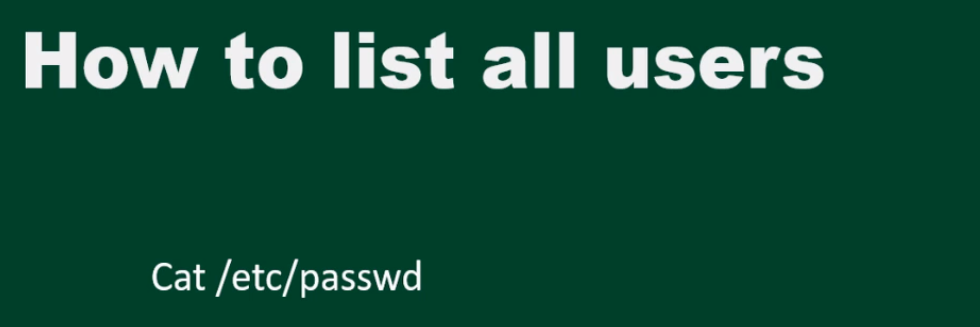 How to list all users
Cat /etc/passwd